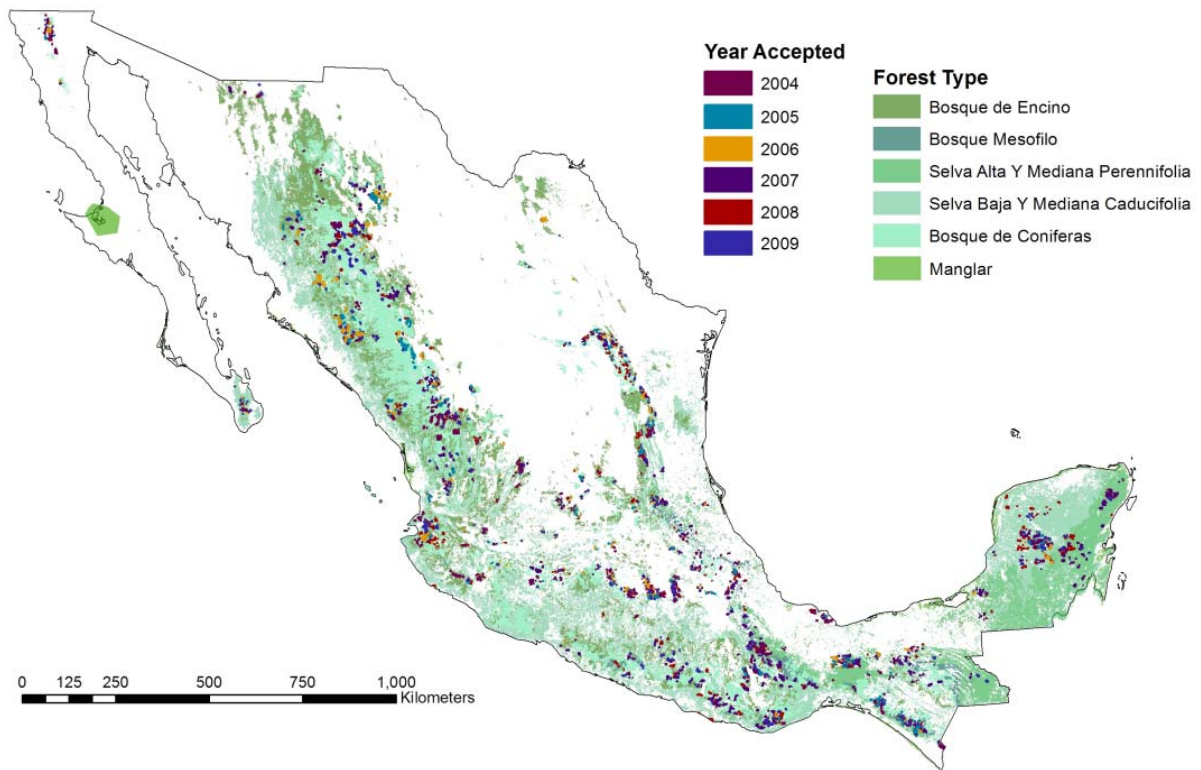 Year Accepted
2004
2005
2006
2007
2008
2009
Forest Type
Bosque de Encino
Bosque Mesofilo
Selva Alta Y Mediana Perennifolia
Selva Baja Y Mediana Caducifolia
Bosque de Coniferas
Manglar
0 125 250 500 750 1,000
Kilometers